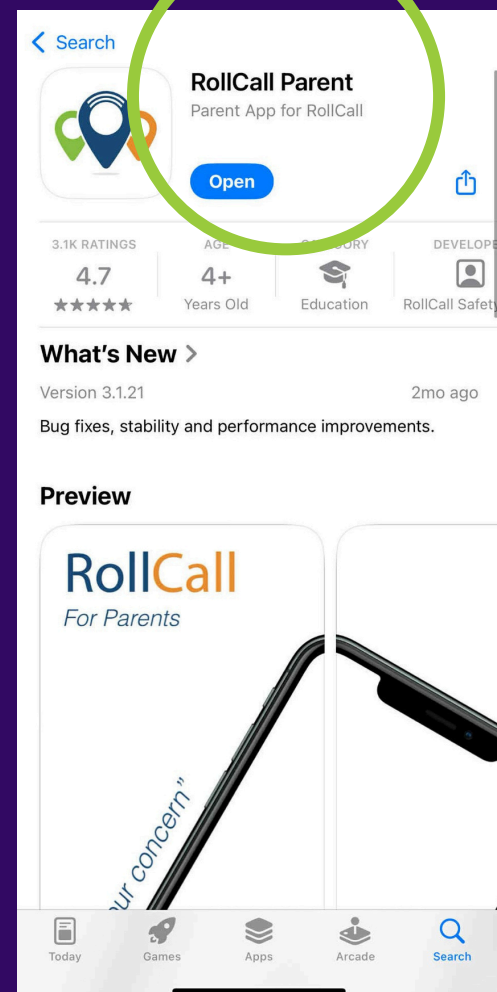 Search
RollCall Parent
Parent App for RollCall
Open
3.1K RATINGS
4.7
AGE
4+
Years Old
CATEGORY
Education
DEVELOPE
RollCall Safety
What's New
Version 3.1.21
2mo ago
Bug fixes, stability and performance improvements.
Preview
RollCall
For Parents
ur concern"
Today
Games
Apps
Arcade
Search